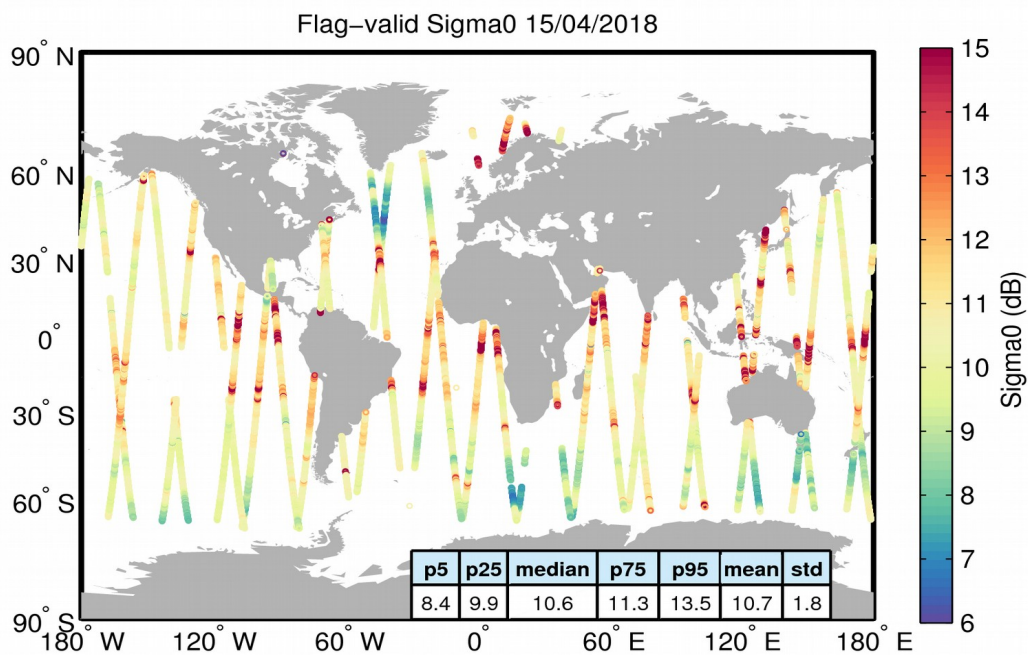 Flag−valid Sigma0 15/04/2018
90° N
60° N
30° N
0°
30° S
60° S
90° S
180° W
120° W
60° W
0°
60° E
120° E
180° E
p5 p25 median p75 p95 mean std
8.4 9.9 10.6 11.3 13.5 10.7 1.8
15
14
13
12
11
10
9
8
7
6
Sigma0 (dB)